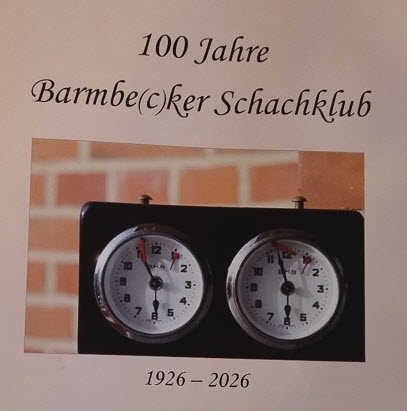 100 Jahre
Barmbe(c)ker Schachklub
1926 – 2026